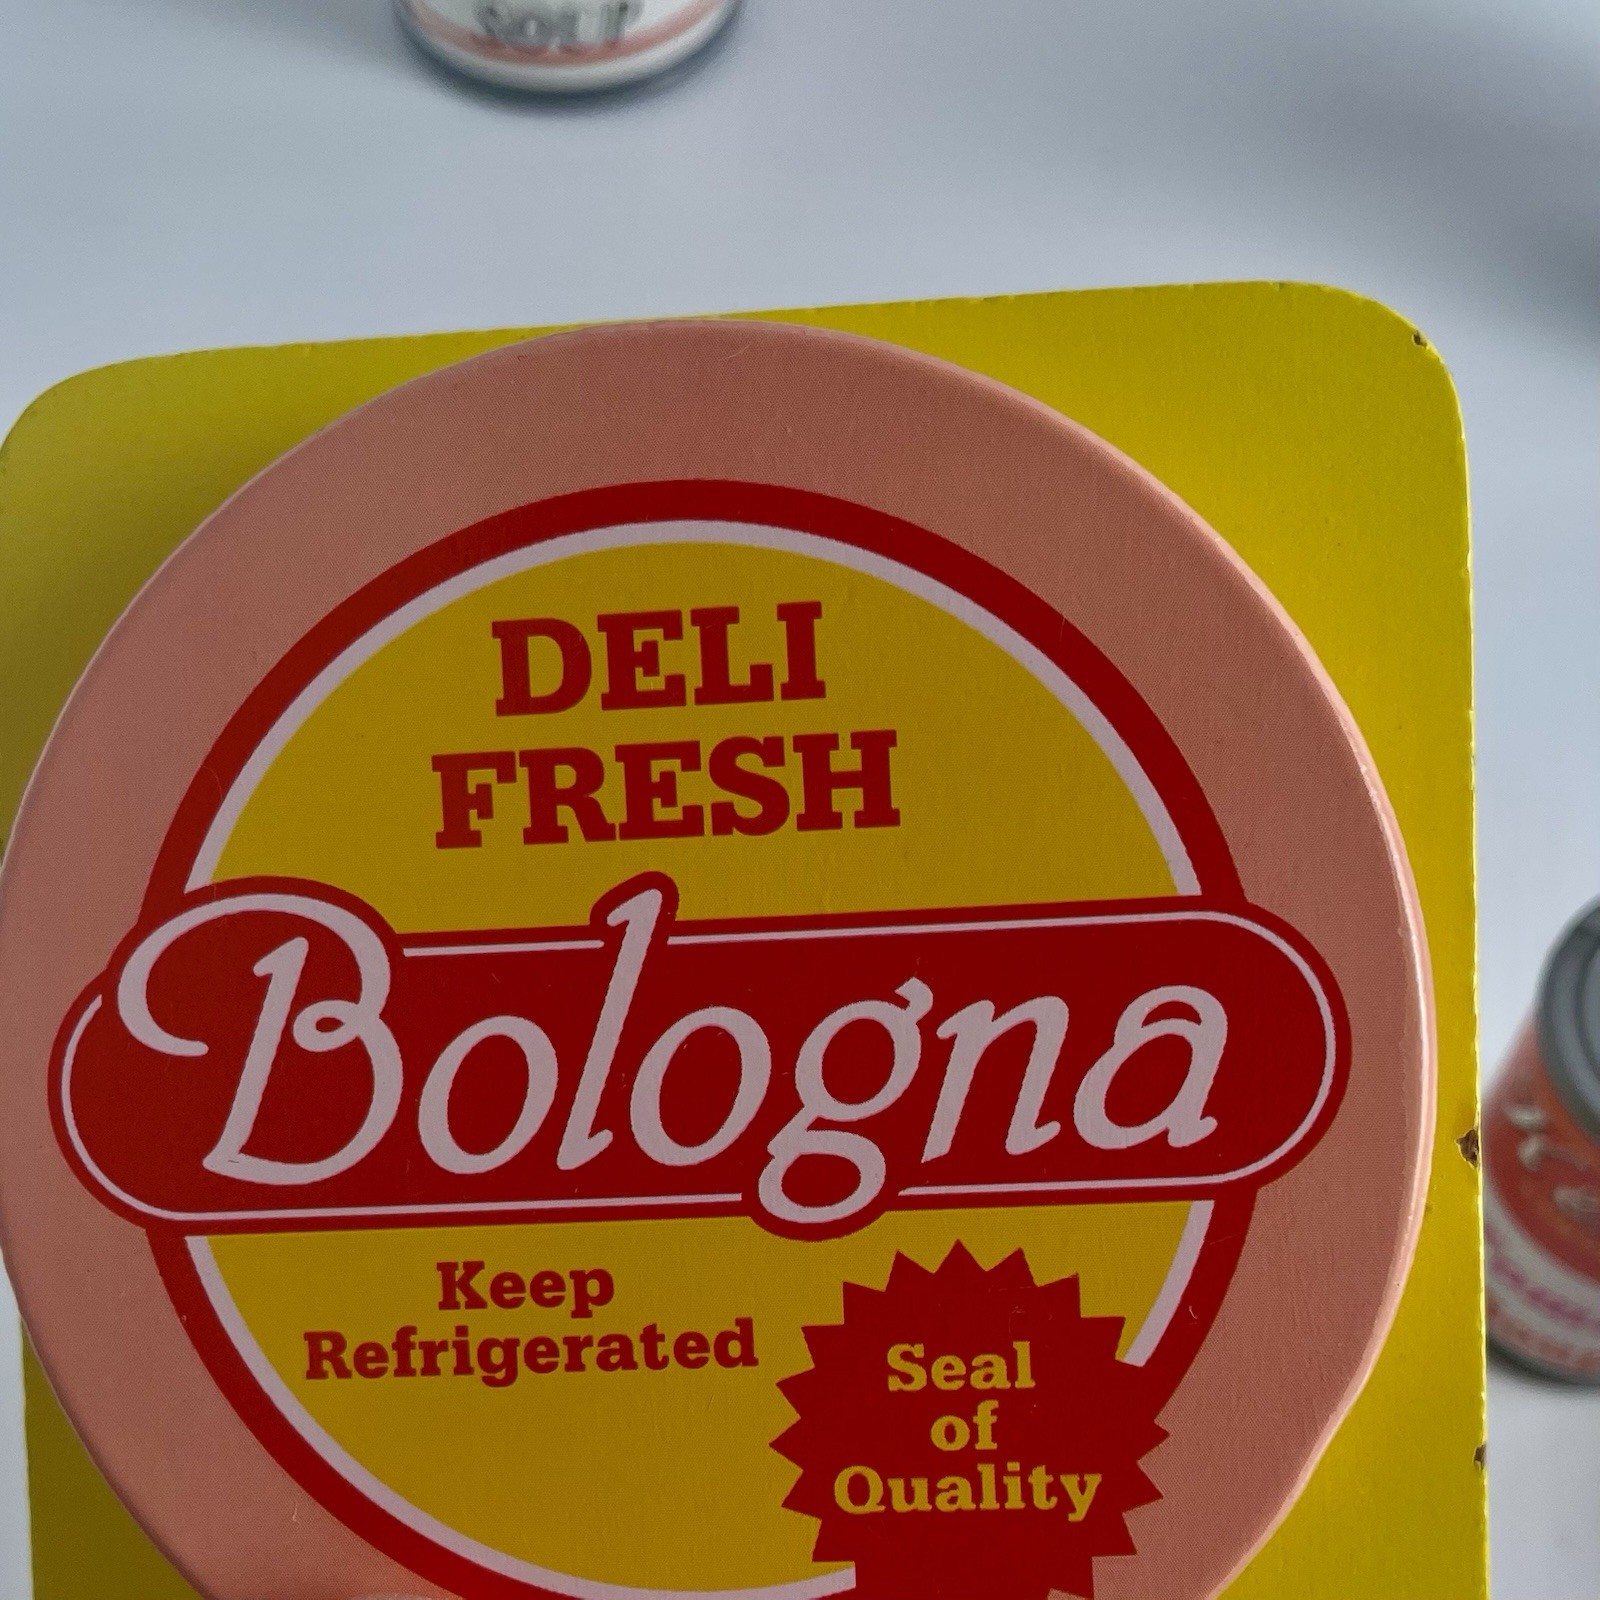 SOUP
DELI
FRESH
Bologna
Keep
Refrigerated
Seal
of
Quality